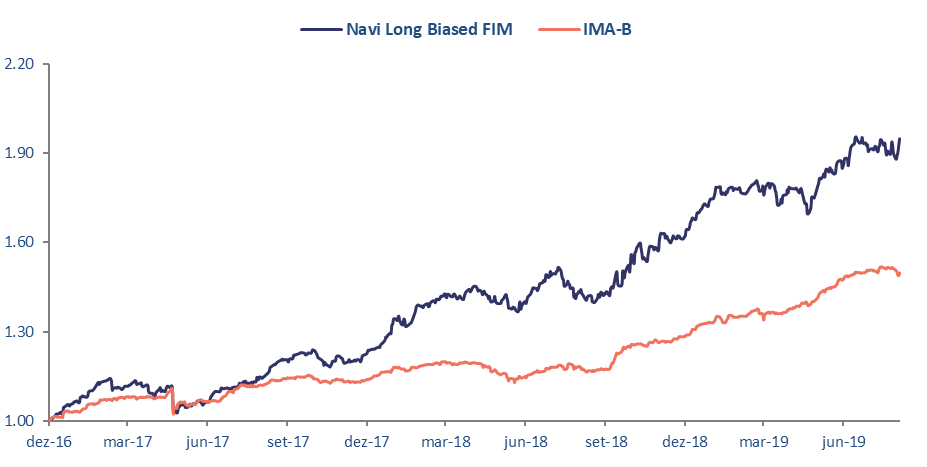 Navi Long Biased FIM IMA-B
2.20
1.90
1.60
1.30
1.00
dez-16 mar-17 jun-17 set-17 dez-17 mar-18 jun-18 set-18 dez-18 mar-19 jun-19